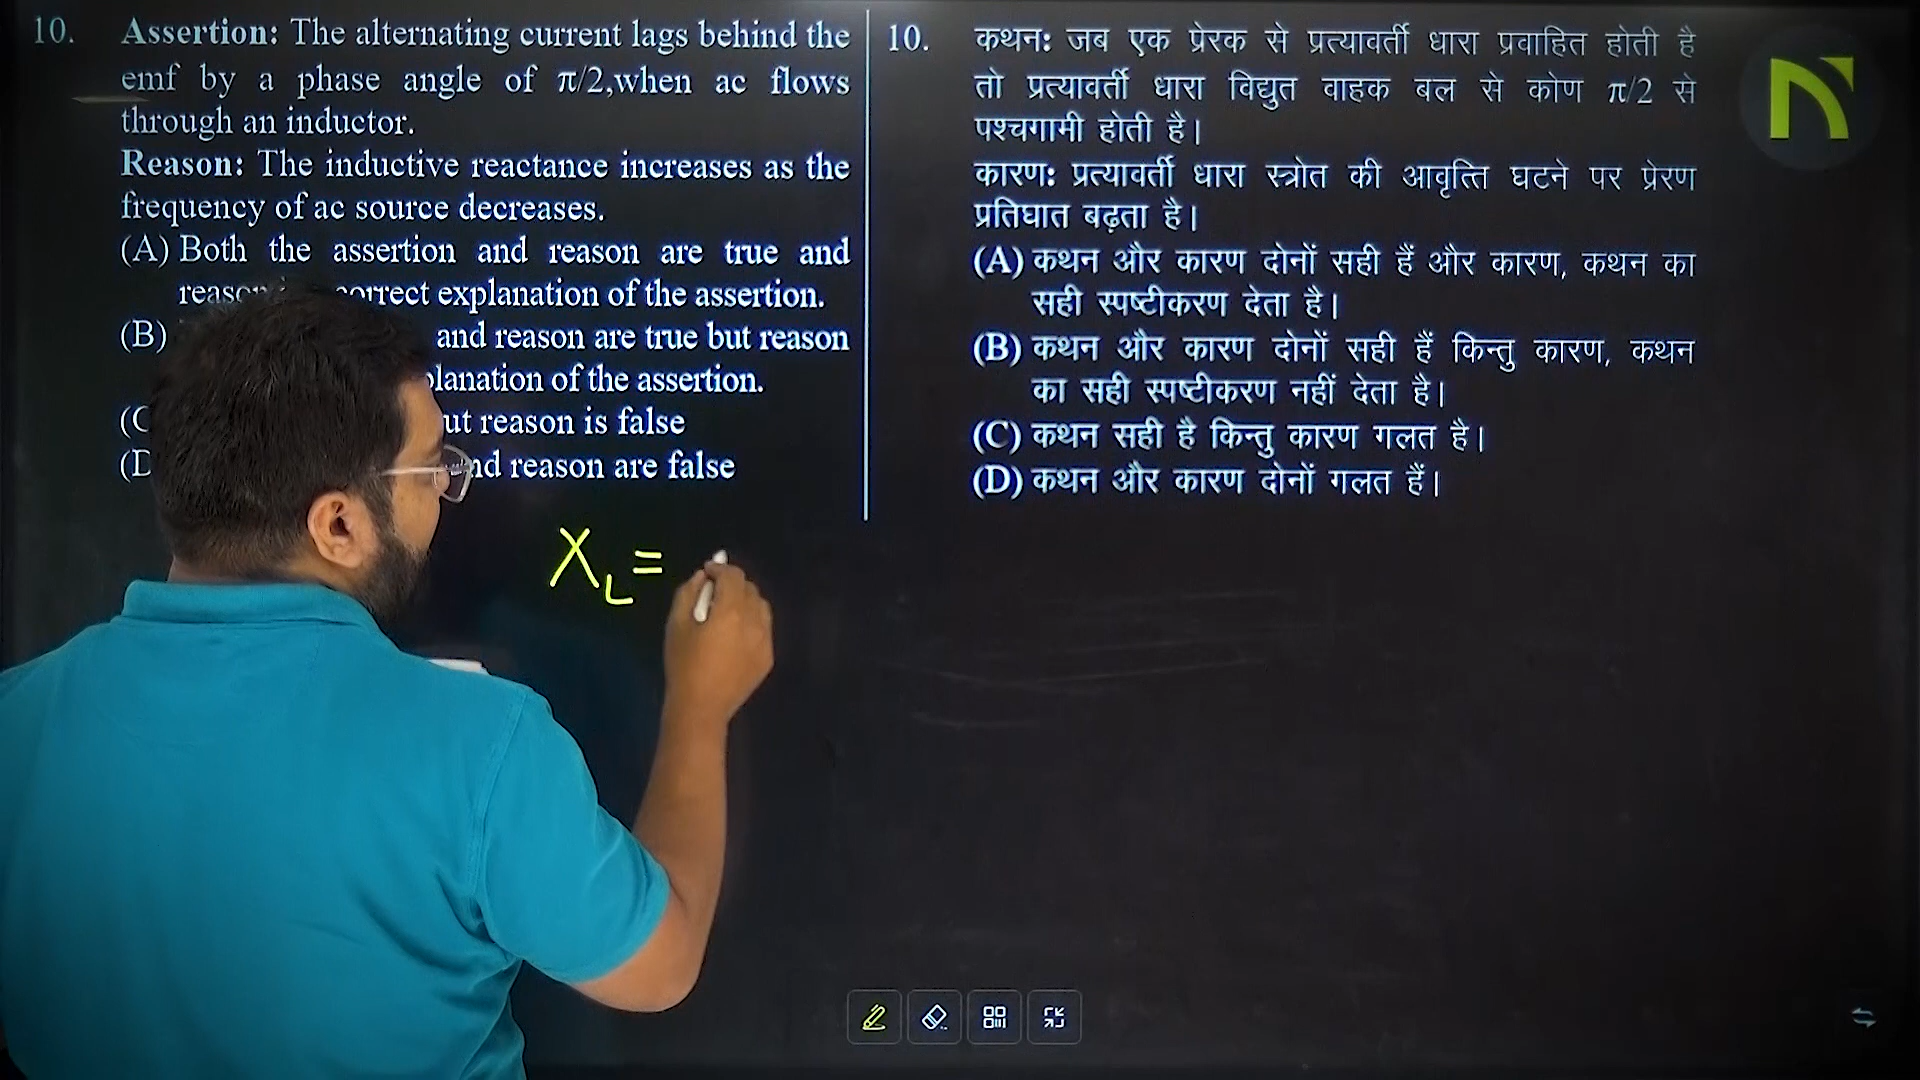 10. Assertion: The alternating current lags behind the
emf by a phase angle of π/2,when ac flows
through an inductor.
Reason: The inductive reactance increases as the
frequency of ac source decreases.
(A) Both the assertion and reason are true and
correct explanation of the assertion.
(B) and reason are true but reason
of the assertion.
reason is false
reason are false
10. कथन: जब एक प्रेरक से प्रत्यावर्ती धारा प्रवाहित होती है
तो प्रत्यावर्ती धारा विद्युत वाहक बल से कोण π/2 से
पश्चगामी होती है।
कारण: प्रत्यावर्ती धारा स्त्रोत की आवृत्ति घटने पर प्रेरण
प्रतिघात बढ़ता है।
(A) कथन और कारण दोनों सही हैं और कारण, कथन का
सही स्पष्टीकरण देता है।
(B) कथन और कारण दोनों सही हैं किन्तु कारण, कथन
का सही स्पष्टीकरण नहीं देता है।
(C) कथन सही है किन्तु कारण गलत है।
(D) कथन और कारण दोनों गलत हैं।
X_L =